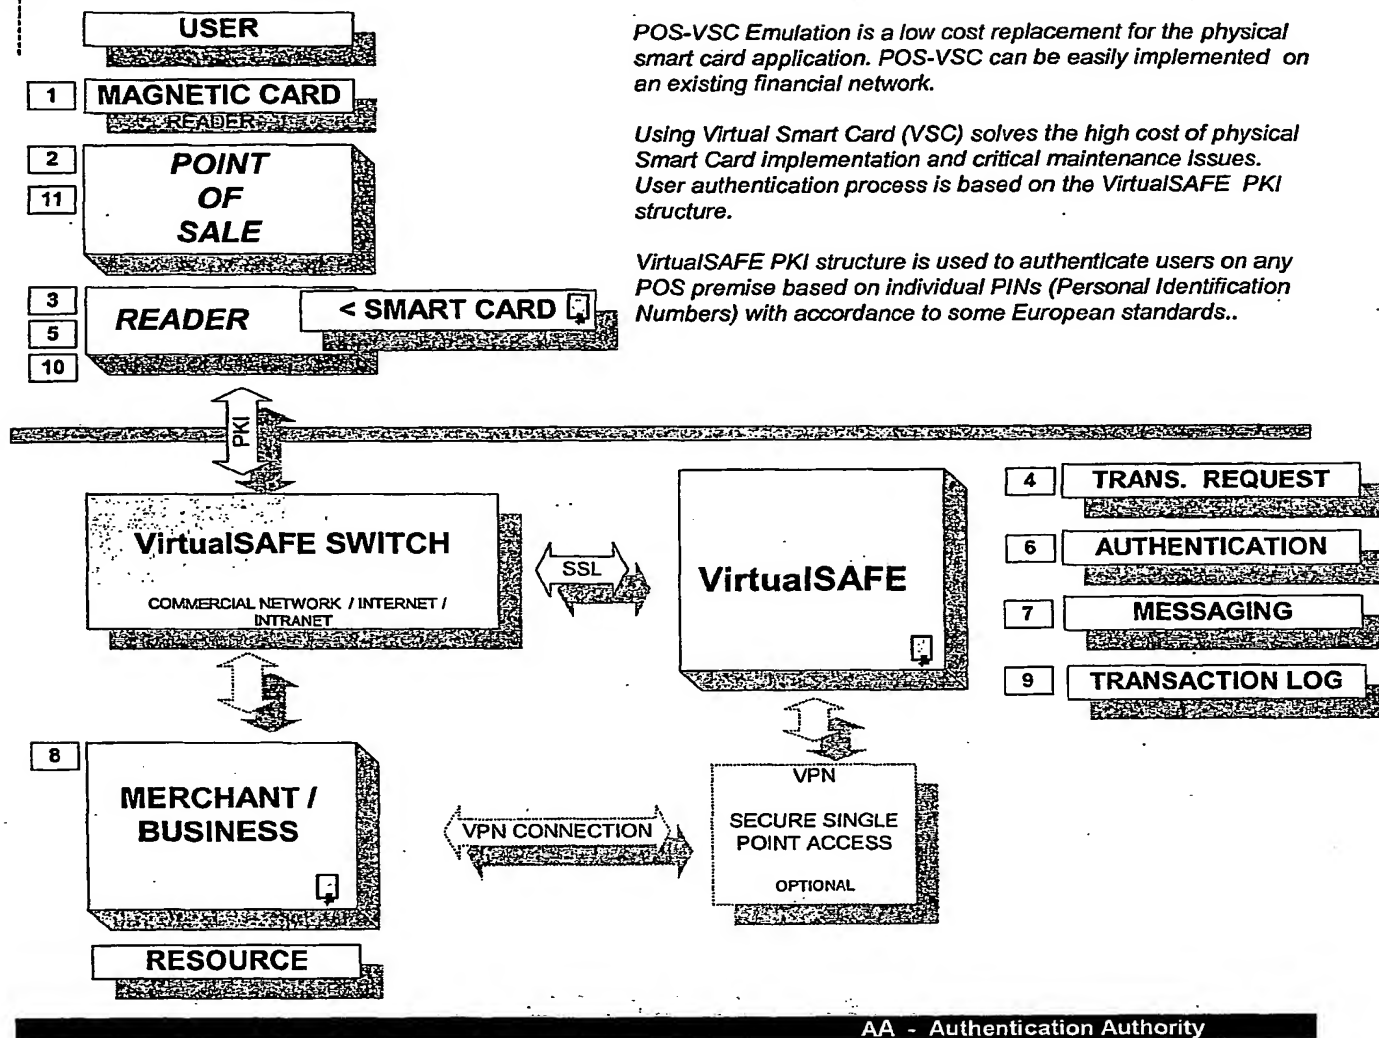 USER
1 MAGNETIC CARD
READER
2
11
POINT
OF
SALE
3
5
10
READER
< SMART CARD
POS-VSC Emulation is a low cost replacement for the physical
smart card application. POS-VSC can be easily implemented on
an existing financial network.
Using Virtual Smart Card (VSC) solves the high cost of physical
Smart Card implementation and critical maintenance Issues.
User authentication process is based on the VirtualSAFE PKI
structure.
VirtualSAFE PKI structure is used to authenticate users on any
POS premise based on individual PINs (Personal Identification
Numbers) with accordance to some European standards..
PKI
VirtualSAFE SWITCH
COMMERCIAL NETWORK / INTERNET /
INTRANET
SSL
VirtualSAFE
4 TRANS. REQUEST
6 AUTHENTICATION
7 MESSAGING
9 TRANSACTION LOG
8
MERCHANT /
BUSINESS
VPN CONNECTION
VPN
SECURE SINGLE
POINT ACCESS
OPTIONAL
RESOURCE
AA - Authentication Authority